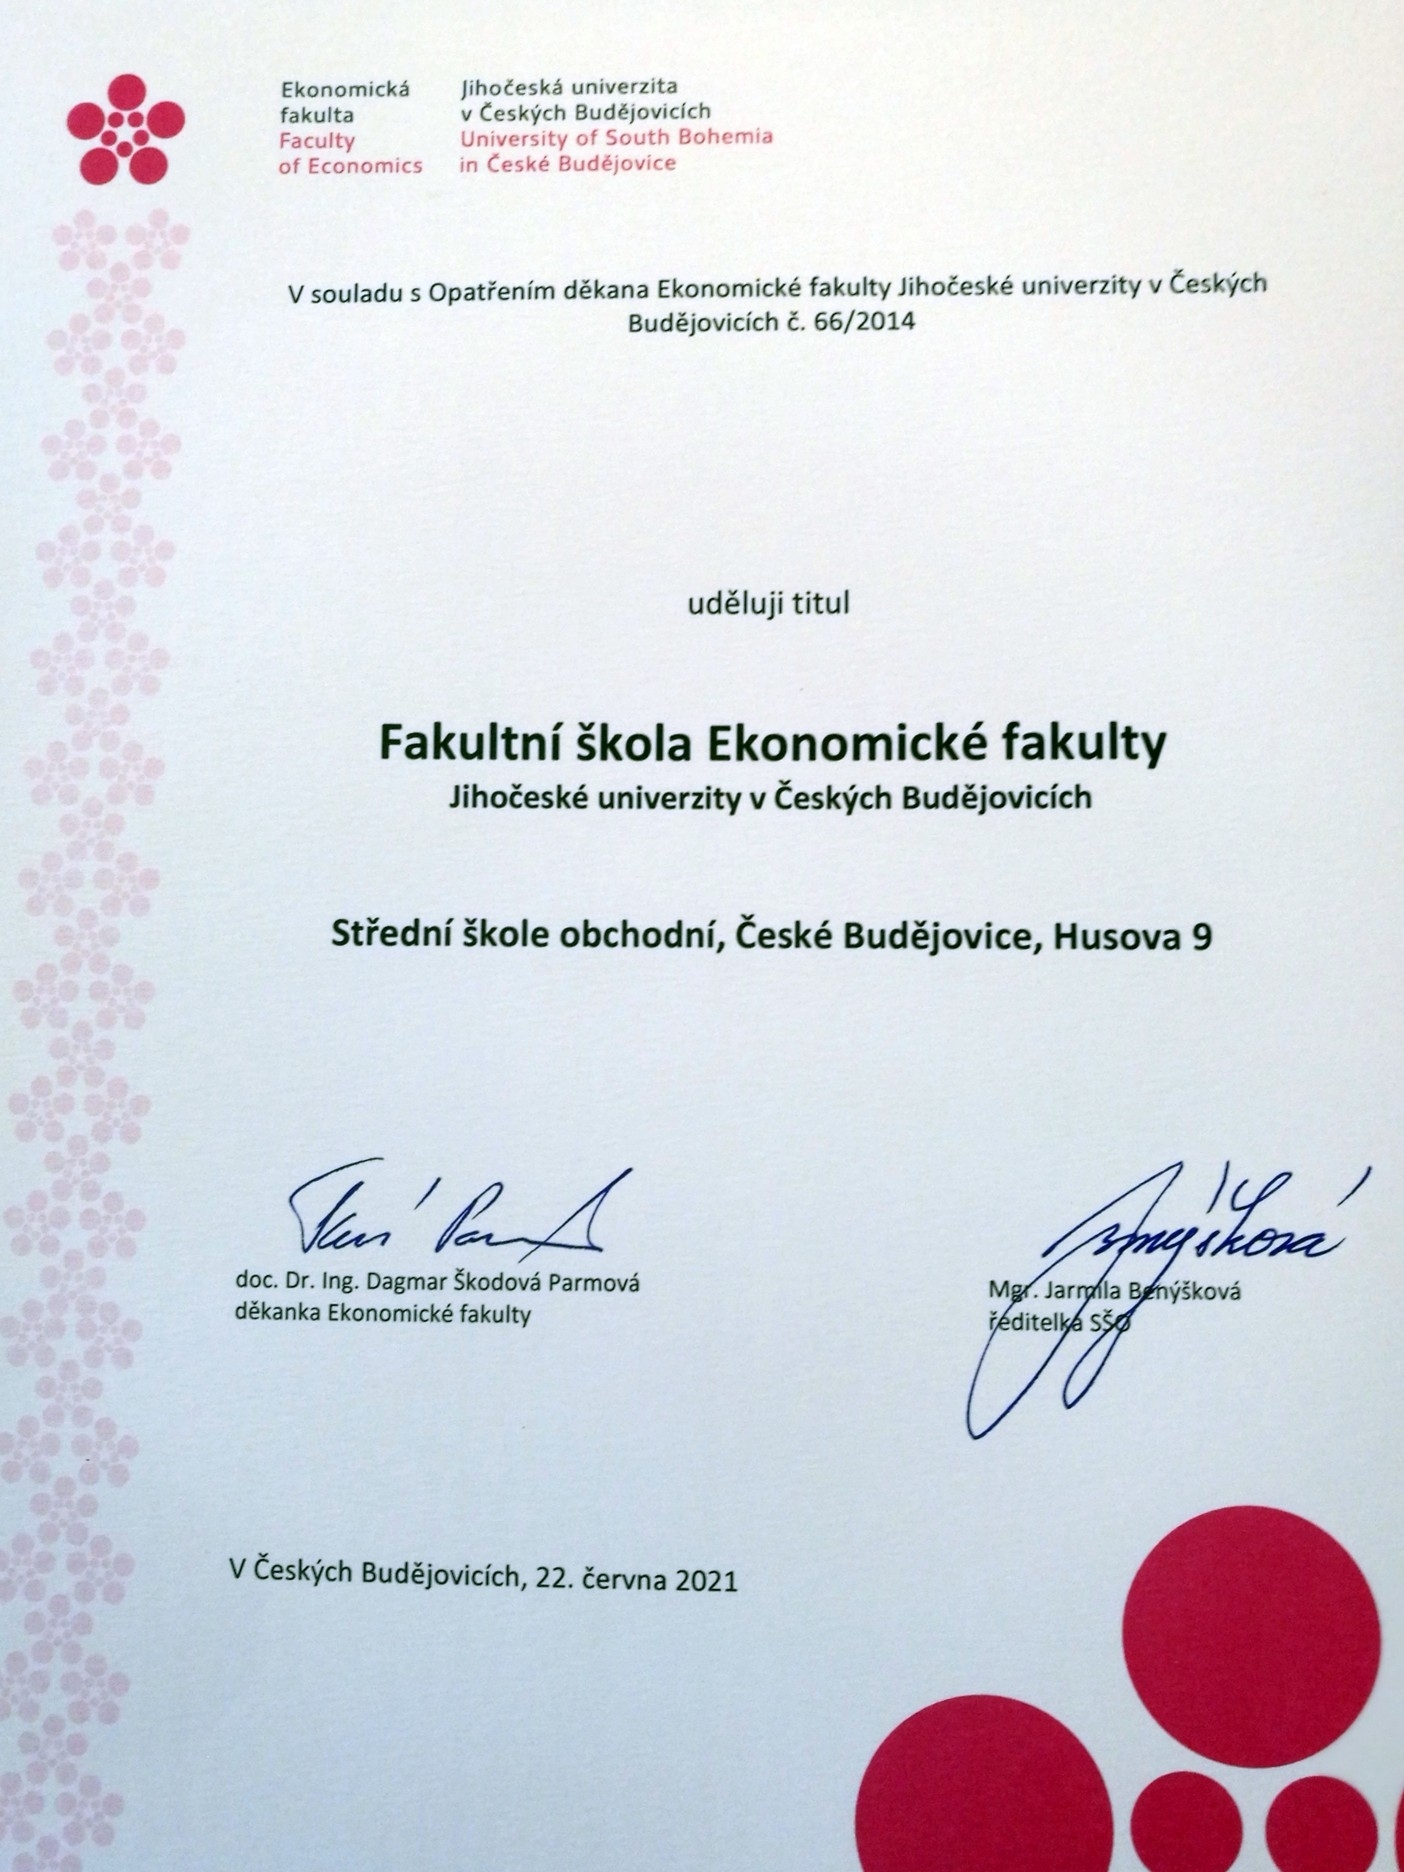 Ekonomická
fakulta
Faculty
of Economics
Jihočeská univerzita
v Českých Budějovicích
University of South Bohemia
in České Budějovice
V souladu s Opatřením děkana Ekonomické fakulty Jihočeské univerzity v Českých
Budějovicích č. 66/2014
uděluji titul
Fakultní škola Ekonomické fakulty
Jihočeské univerzity v Českých Budějovicích
Střední škole obchodní, České Budějovice, Husova 9
doc. Dr. Ing. Dagmar Škodová Parmová
děkanka Ekonomické fakulty
Mgr. Jarmila Benýšková
ředitelka SŠO
V Českých Budějovicích, 22. června 2021